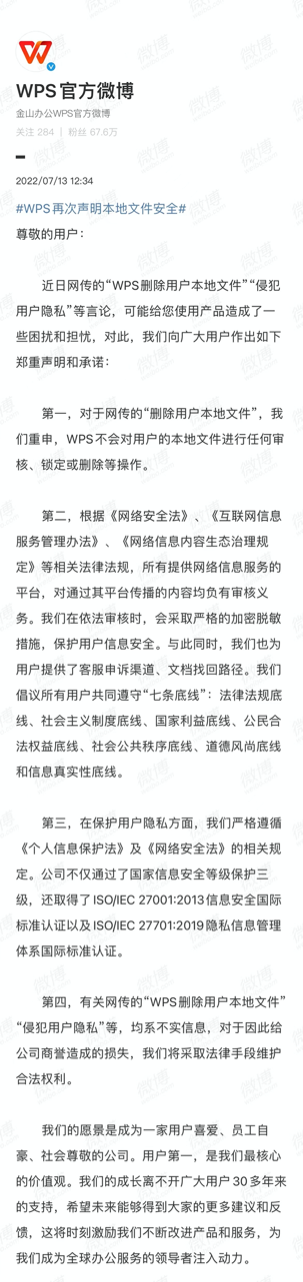 WPS官方微博
金山办公WPS官方微博
关注 284 | 粉丝 67.6万
2022/07/13 12:34
#WPS再次声明本地文件安全#
尊敬的用户：
近日网传的“WPS删除用户本地文件”“侵犯
用户隐私”等言论，可能给您使用产品造成了一
些困扰和担忧，对此，我们向广大用户作出如下
郑重声明和承诺：
第一，对于网传的“删除用户本地文件”，我
们重申，WPS不会对用户的本地文件进行任何审
核、锁定或删除等操作。
第二，根据《网络安全法》、《互联网信息
服务管理办法》、《网络信息内容生态治理规
定》等相关法律法规，所有提供网络信息服务的
平台，对通过其平台传播的内容均负有审核义
务。我们在依法审核时，会采取严格的加密脱敏
措施，保护用户信息安全。与此同时，我们也为
用户提供了客服申诉渠道、文档找回路径。我们
倡议所有用户共同遵守“七条底线”：法律法规底
线、社会主义制度底线、国家利益底线、公民合
法权益底线、社会公共秩序底线、道德风尚底线
和信息真实性底线。
第三，在保护用户隐私方面，我们严格遵循
《个人信息保护法》及《网络安全法》的相关规
定。公司不仅通过了国家信息安全等级保护三
级，还取得了ISO/IEC 27001:2013信息安全国际
标准认证以及ISO/IEC 27701:2019隐私信息管理
体系国际标准认证。
第四，有关网传的“WPS删除用户本地文件”
“侵犯用户隐私”等，均系不实信息，对于因此给
公司商誉造成的损失，我们将采取法律手段维护
合法权利。
我们的愿景是成为一家用户喜爱、员工自
豪、社会尊敬的公司。用户第一，是我们最核心
的价值观。我们的成长离不开广大用户30多年来
的支持，希望未来能够得到大家的更多建议和反
馈，这将时刻激励我们不断改进产品和服务，为
我们成为全球办公服务的领导者注入动力。